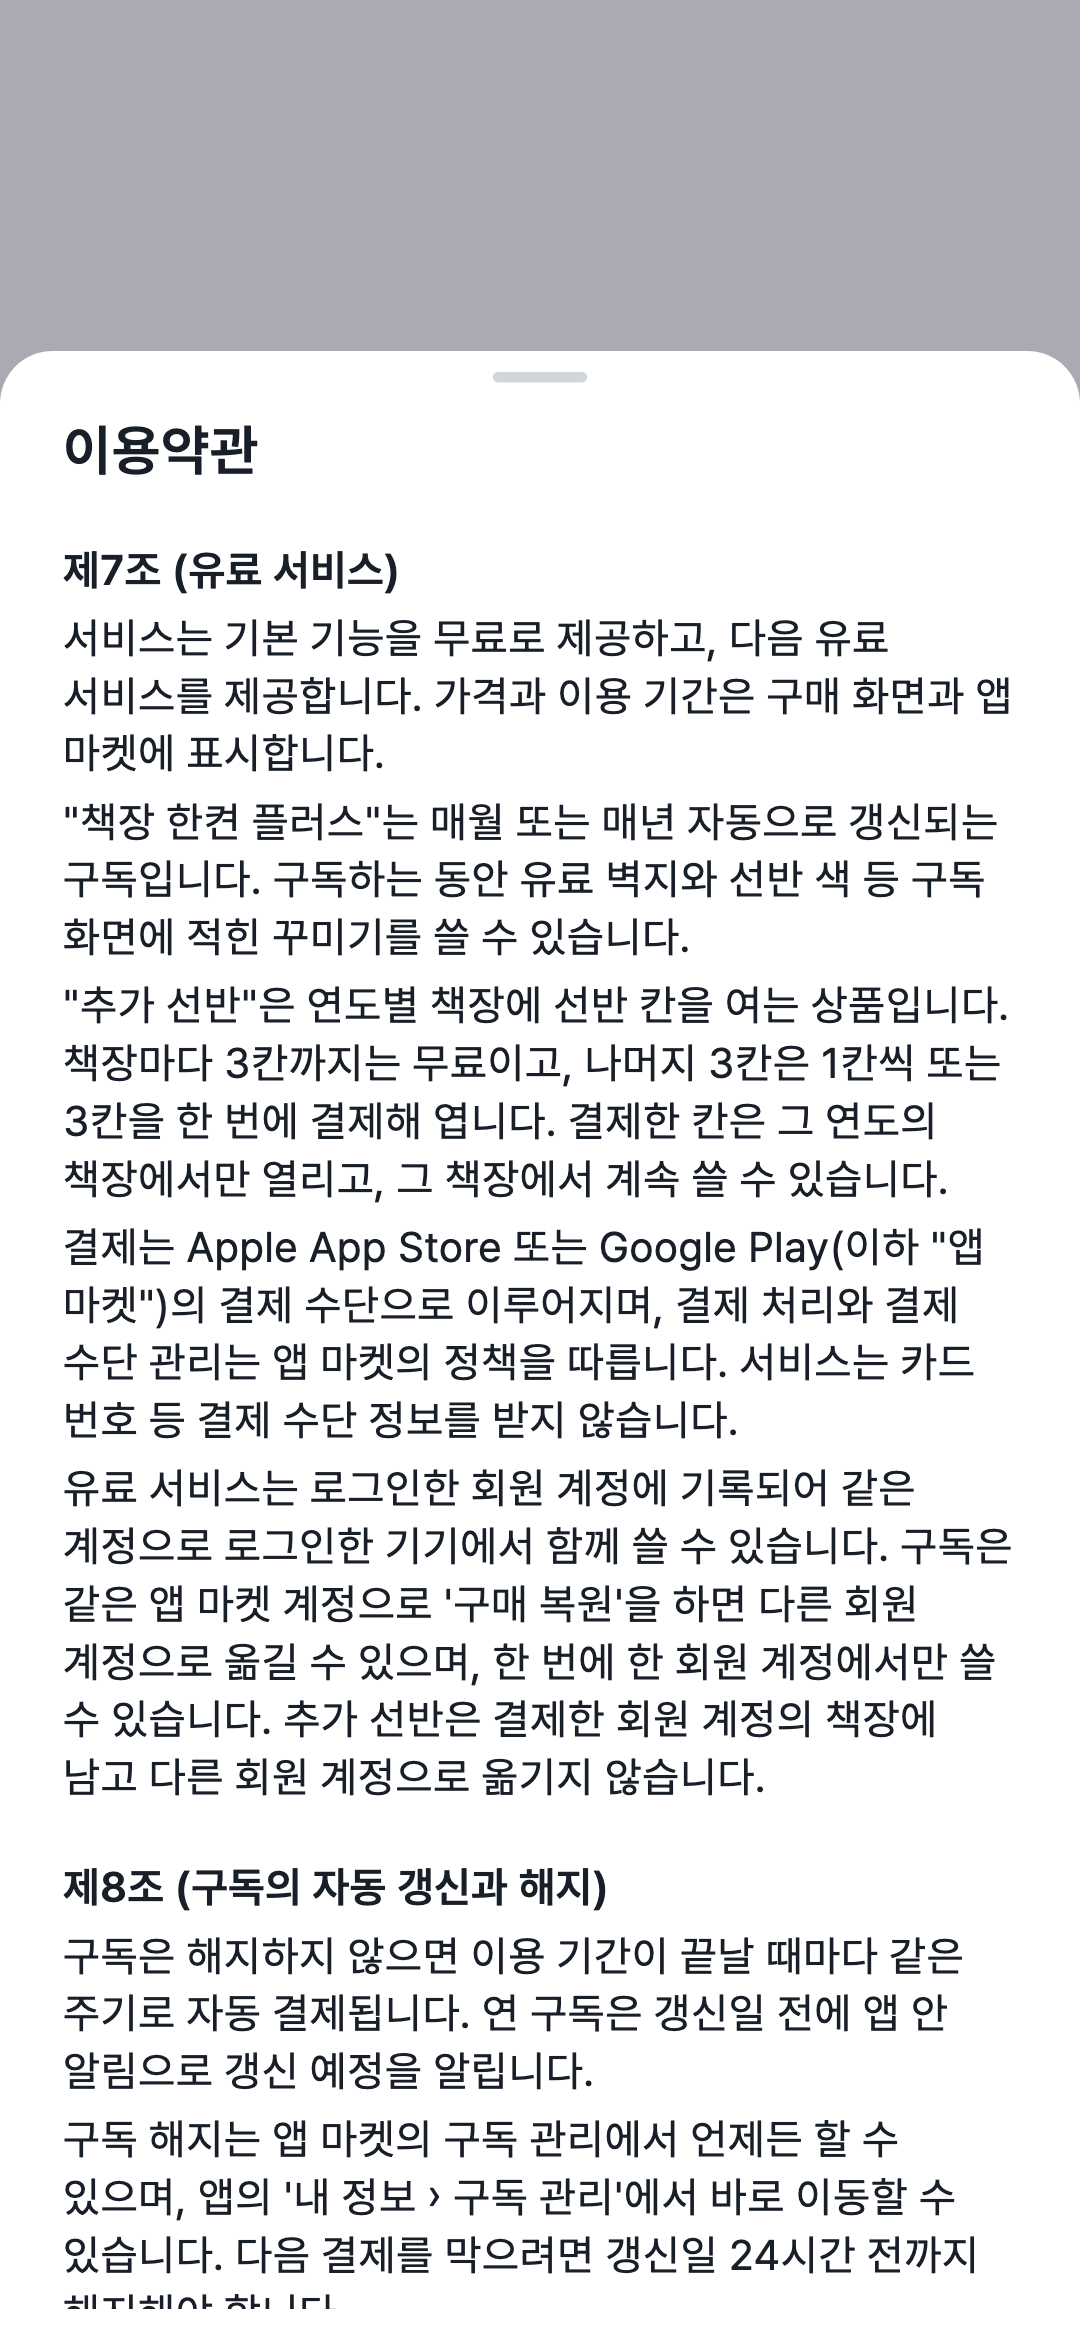 이용약관
제7조 (유료 서비스)
서비스는 기본 기능을 무료로 제공하고, 다음 유료
서비스를 제공합니다. 가격과 이용 기간은 구매 화면과 앱
마켓에 표시합니다.
"책장 한켠 플러스"는 매월 또는 매년 자동으로 갱신되는
구독입니다. 구독하는 동안 유료 벽지와 선반 색 등 구독
화면에 적힌 꾸미기를 쓸 수 있습니다.
"추가 선반"은 연도별 책장에 선반 칸을 여는 상품입니다.
책장마다 3칸까지는 무료이고, 나머지 3칸은 1칸씩 또는
3칸을 한 번에 결제해 엽니다. 결제한 칸은 그 연도의
책장에서만 열리고, 그 책장에서 계속 쓸 수 있습니다.
결제는 Apple App Store 또는 Google Play(이하 "앱
마켓")의 결제 수단으로 이루어지며, 결제 처리와 결제
수단 관리는 앱 마켓의 정책을 따릅니다. 서비스는 카드
번호 등 결제 수단 정보를 받지 않습니다.
유료 서비스는 로그인한 회원 계정에 기록되어 같은
계정으로 로그인한 기기에서 함께 쓸 수 있습니다. 구독은
같은 앱 마켓 계정으로 '구매 복원'을 하면 다른 회원
계정으로 옮길 수 있으며, 한 번에 한 회원 계정에서만 쓸
수 있습니다. 추가 선반은 결제한 회원 계정의 책장에
남고 다른 회원 계정으로 옮기지 않습니다.
제8조 (구독의 자동 갱신과 해지)
구독은 해지하지 않으면 이용 기간이 끝날 때마다 같은
주기로 자동 결제됩니다. 연 구독은 갱신일 전에 앱 안
알림으로 갱신 예정을 알립니다.
구독 해지는 앱 마켓의 구독 관리에서 언제든 할 수
있으며, 앱의 '내 정보 › 구독 관리'에서 바로 이동할 수
있습니다. 다음 결제를 막으려면 갱신일 24시간 전까지